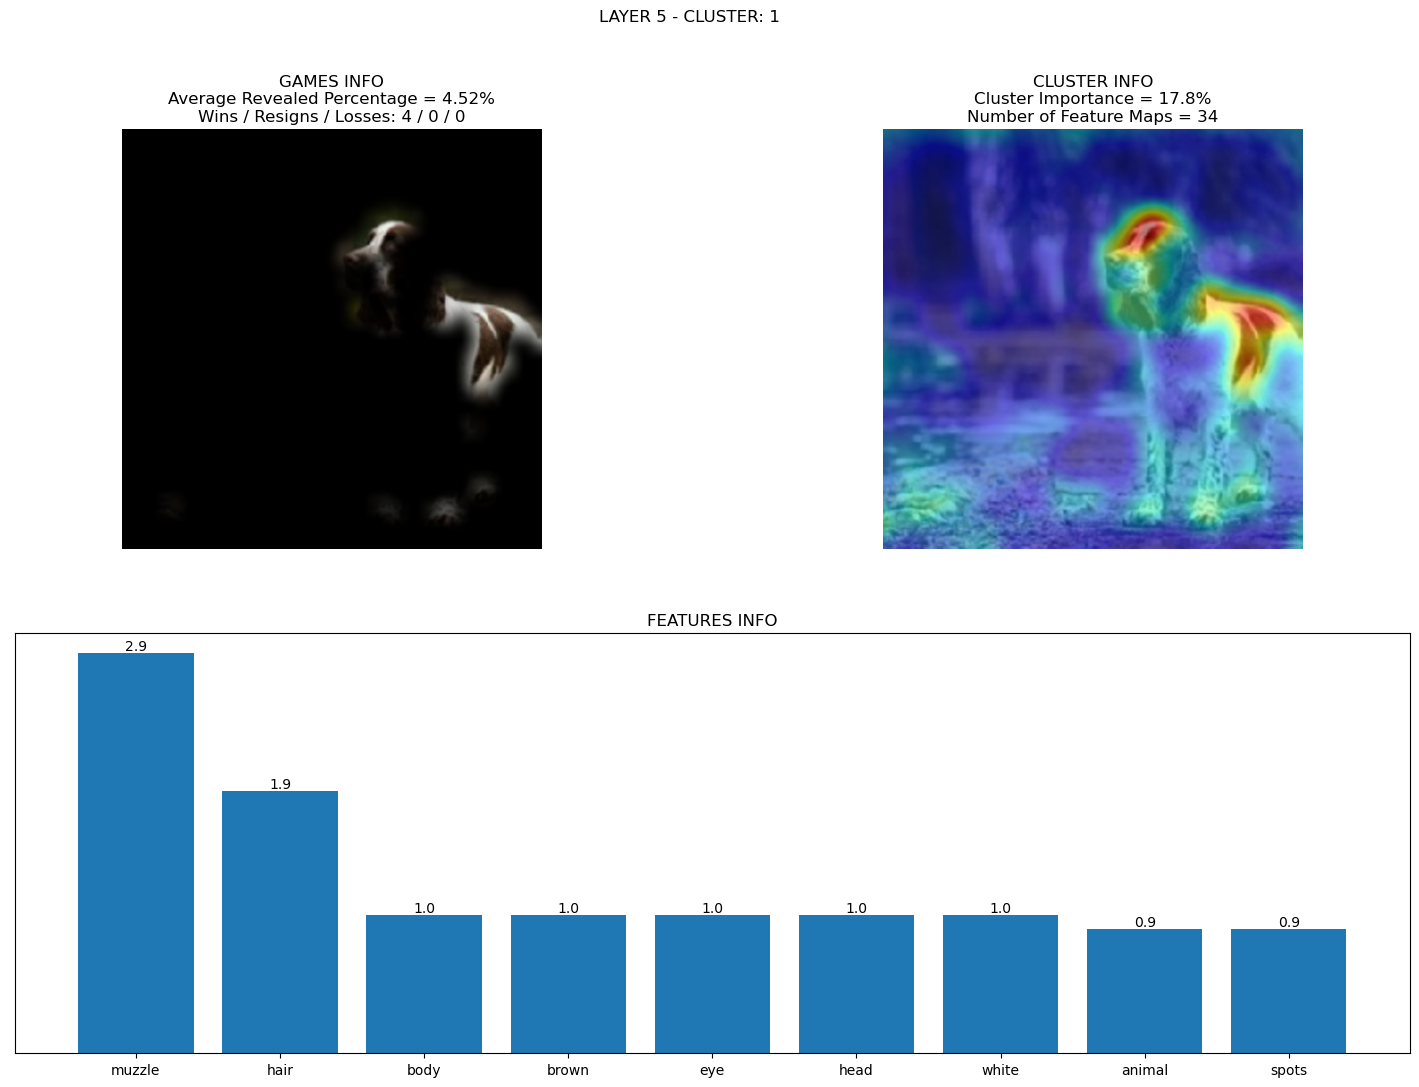 LAYER 5 - CLUSTER: 1
GAMES INFO
Average Revealed Percentage = 4.52%
Wins / Resigns / Losses: 4 / 0 / 0
CLUSTER INFO
Cluster Importance = 17.8%
Number of Feature Maps = 34
FEATURES INFO
2.9
1.9
1.0
1.0
1.0
1.0
1.0
0.9
0.9
muzzle
hair
body
brown
eye
head
white
animal
spots